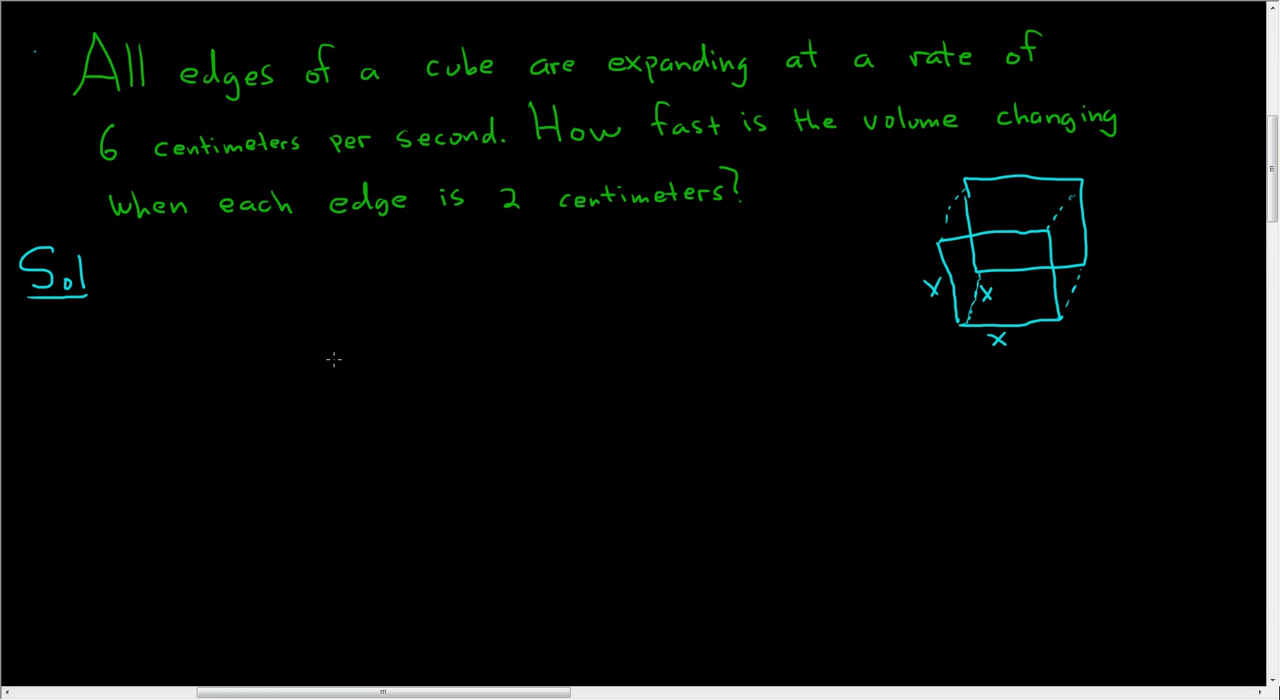 All edges of a cube are expanding at a rate of
6 centimeters per second. How fast is the volume changing
when each edge is 2 centimeters?
Sol
x
x
x